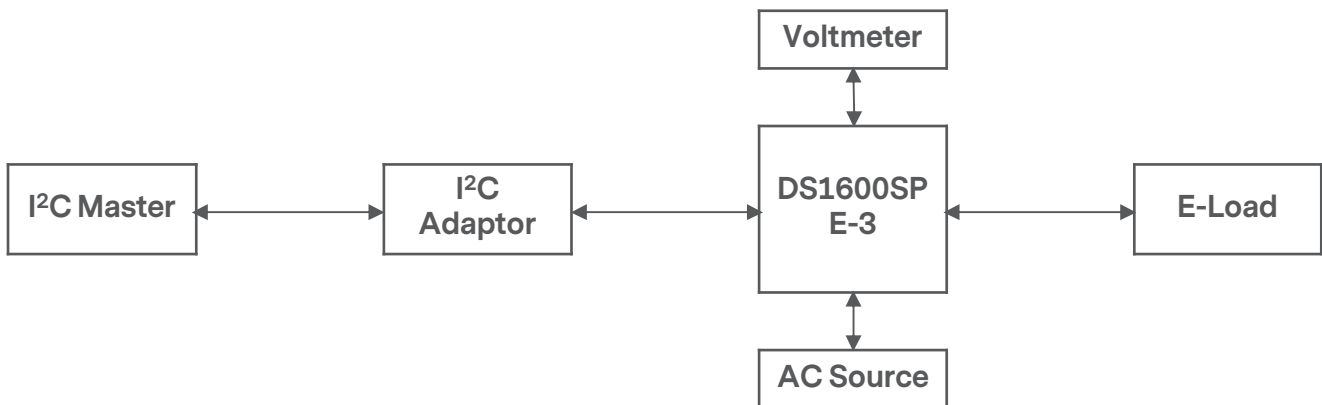 Voltmeter
I²C Master
I²C
Adaptor
DS1600SP
E-3
E-Load
AC Source